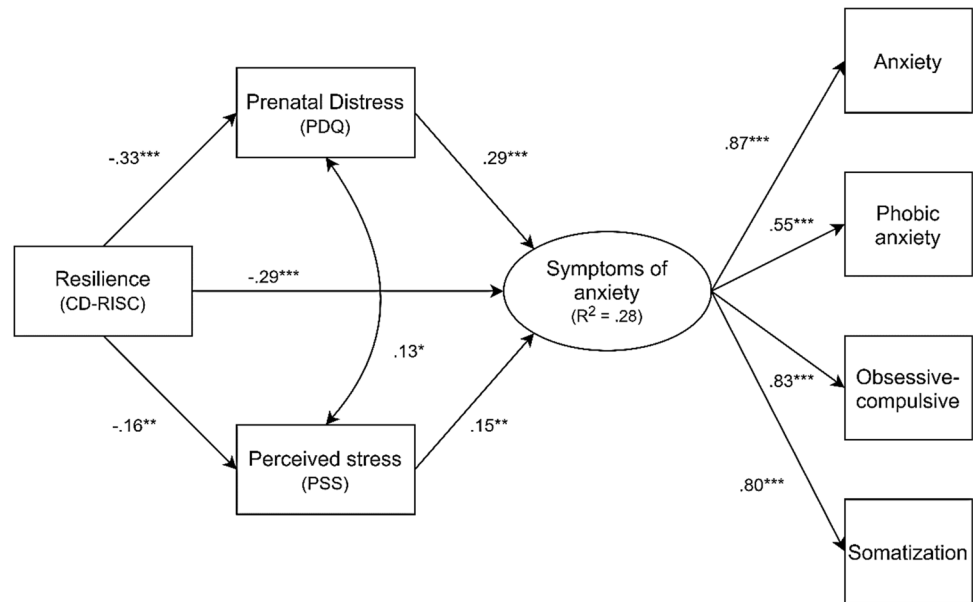 Anxiety
Prenatal Distress
(PDQ)
-.33***
.29***
.87***
Phobic
anxiety
.55***
Resilience
(CD-RISC)
-.29***
Symptoms of
anxiety
(R² = .28)
.13*
-.16**
.15**
.83***
Obsessive-
compulsive
Perceived stress
(PSS)
.80***
Somatization